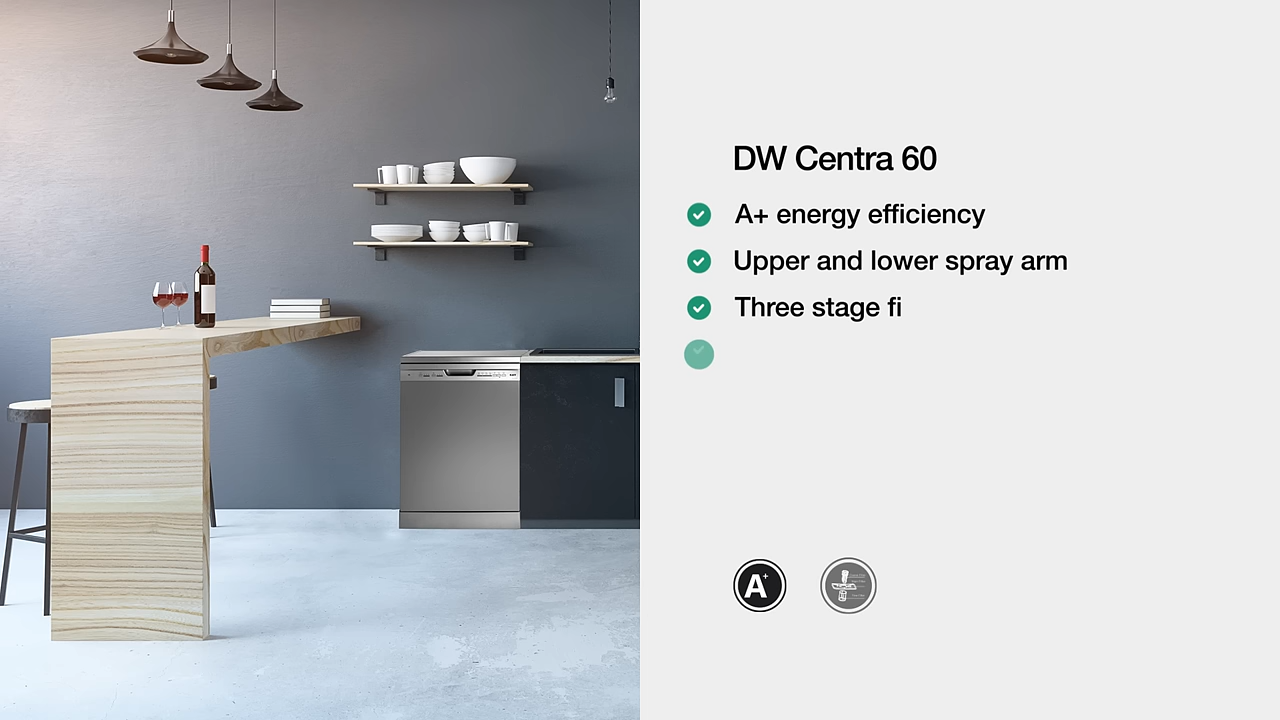 DW Centra 60
A+ energy efficiency
Upper and lower spray arm
Three stage fi
A+